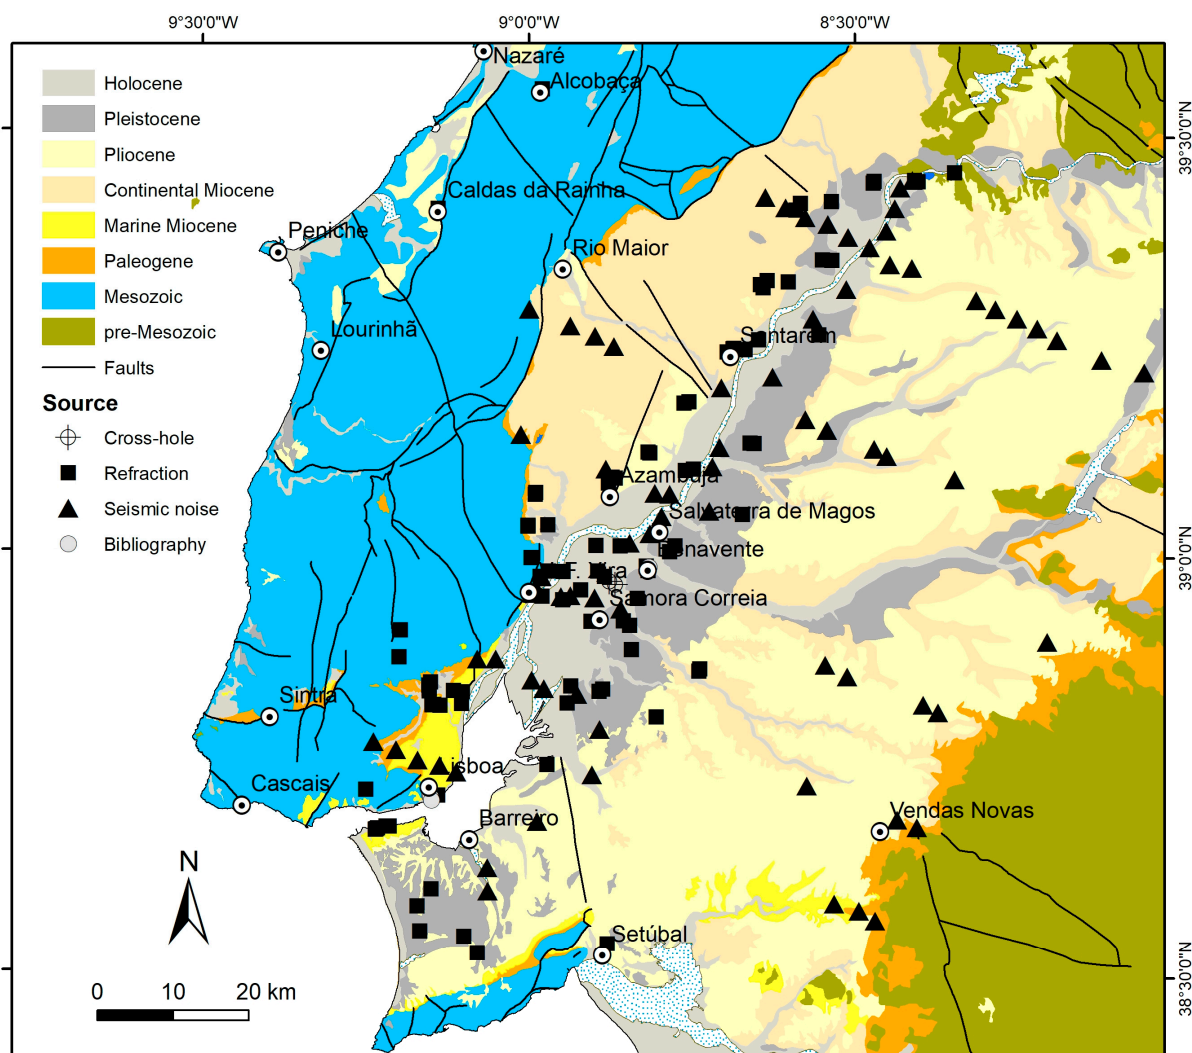 9°30'0"W
9°0'0"W
8°30'0"W
Nazaré
Alcobaça
Holocene
Pleistocene
Pliocene
Continental Miocene
Marine Miocene
Paleogene
Mesozoic
pre-Mesozoic
Faults
Source
Cross-hole
Refraction
Seismic noise
Bibliography
39°30'0"N
Caldas da Rainha
Peniche
Rio Maior
Lourinhã
Santarém
Azambuja
Salvaterra de Magos
Benavente
39°0'0"N
Samora Correia
Sintra
Lisboa
Cascais
Barreiro
Vendas Novas
N
Setúbal
38°30'0"N
0 10 20 km